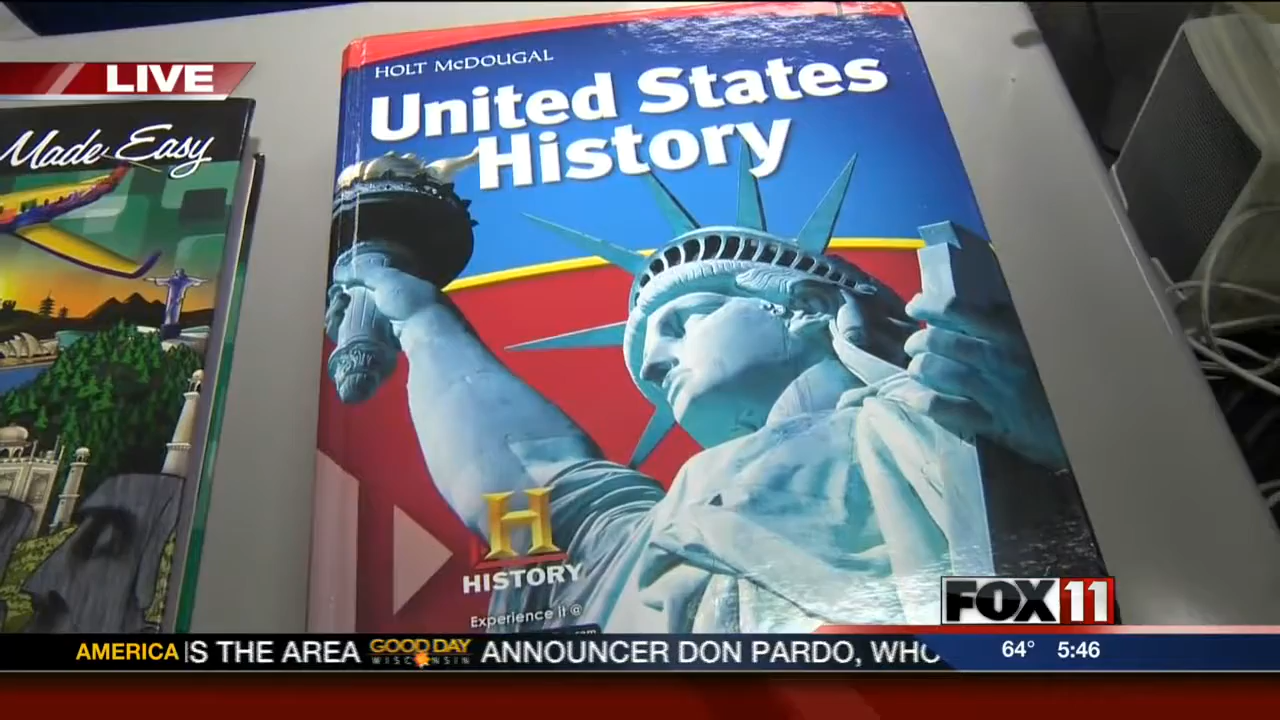 LIVE
Made Easy
HOLT McDOUGAL
United States
History
H
HISTORY
Experience it @
FOX 11
AMERICA IS THE AREA GOOD DAY WISCONSIN ANNOUNCER DON PARDO, WHO
64° 5:46